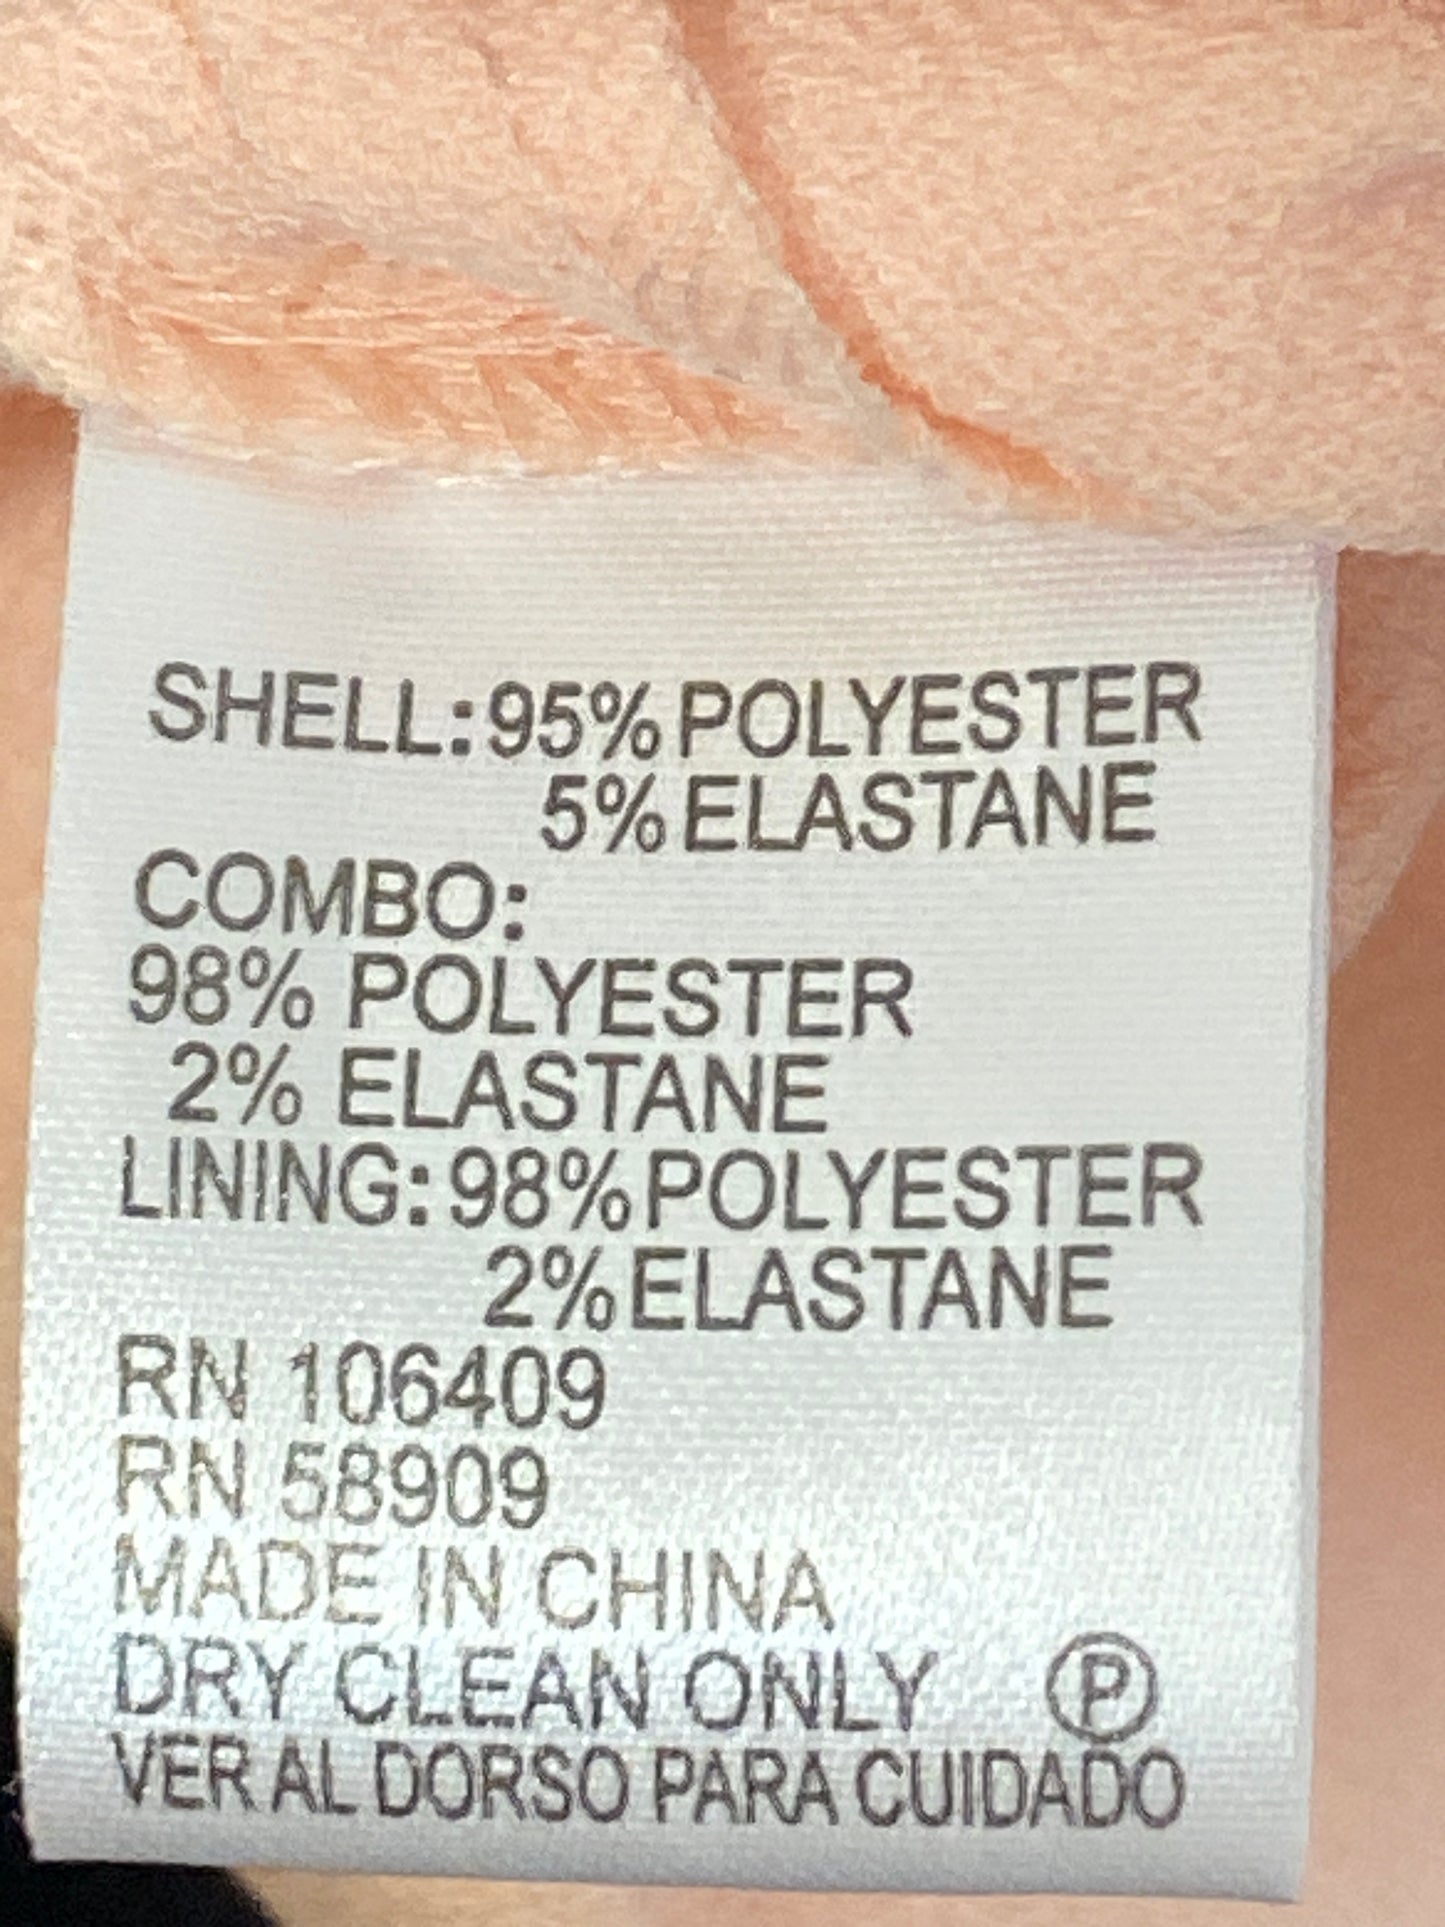 SHELL:95%POLYESTER
5%ELASTANE
COMBO:
98% POLYESTER
2% ELASTANE
LINING:98%POLYESTER
2%ELASTANE
RN 106409
RN 58909
MADE IN CHINA
DRY CLEAN ONLY Ⓟ
VER AL DORSO PARA CUIDADO